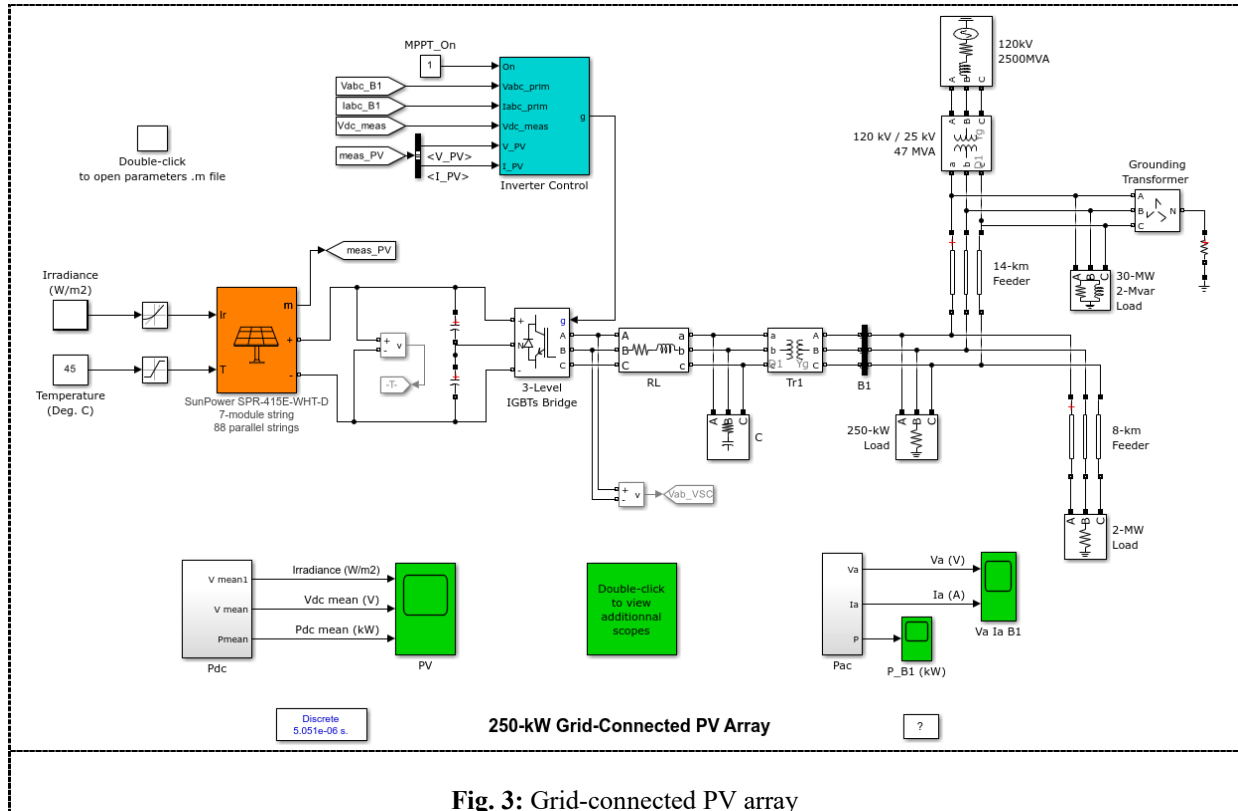 MPPT_On
1
On
Vabc_B1
Vabc_prim
Iabc_B1
Iabc_prim
Vdc_meas
Vdc_meas
g
V_PV
meas_PV
<V_PV>
I_PV
<I_PV>
Inverter Control
Double-click
to open parameters .m file
120kV
2500MVA
A B C
A B C Yg
120 kV / 25 kV
47 MVA
a b c D1
Grounding
Transformer
A
B N
C
14-km
Feeder
A B C
30-MW
2-Mvar
Load
meas_PV
Irradiance
(W/m2)
Ir
m
+
T
-
45
Temperature
(Deg. C)
SunPower SPR-415E-WHT-D
7-module string
88 parallel strings
+
- v
-T-
g
+ A
N B
- C
3-Level
IGBTs Bridge
A a
B b
C c
RL
a A
b B
c C
D1 Yg
Tr1
B1
A B C
C
A B C
250-kW
Load
8-km
Feeder
A B C
2-MW
Load
+
- v
Vab_VSC
V mean1
Irradiance (W/m2)
V mean
Vdc mean (V)
Pmean
Pdc mean (kW)
Pdc
PV
Double-click
to view
additionnal
scopes
Va
Va (V)
Ia
Ia (A)
P
Pac
P_B1 (kW)
Va Ia B1
Discrete
5.051e-06 s.
250-kW Grid-Connected PV Array
?
Fig. 3: Grid-connected PV array